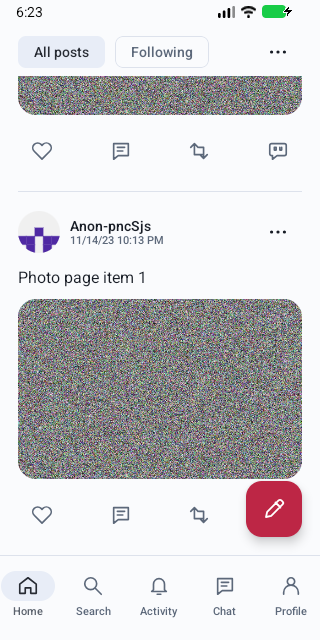 6:23
All posts
Following
Anon-pncSjs
11/14/23 10:13 PM
Photo page item 1
Home
Search
Activity
Chat
Profile